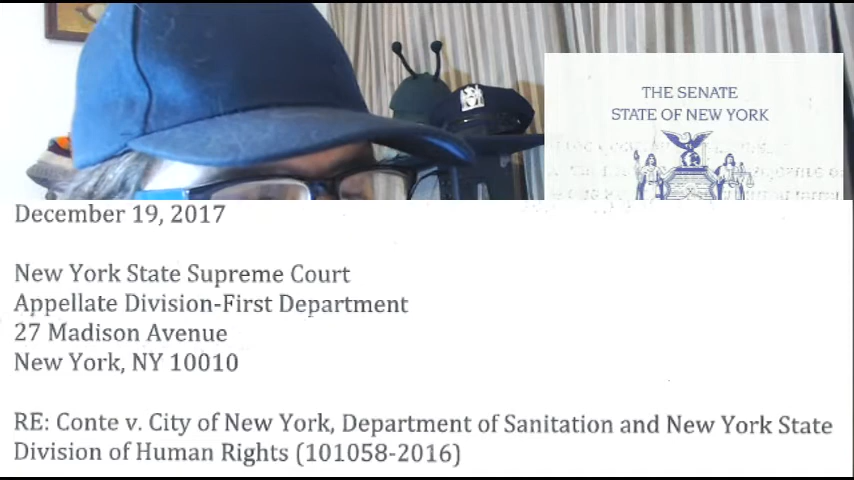 THE SENATE
STATE OF NEW YORK
December 19, 2017
New York State Supreme Court
Appellate Division-First Department
27 Madison Avenue
New York, NY 10010
RE: Conte v. City of New York, Department of Sanitation and New York State
Division of Human Rights (101058-2016)